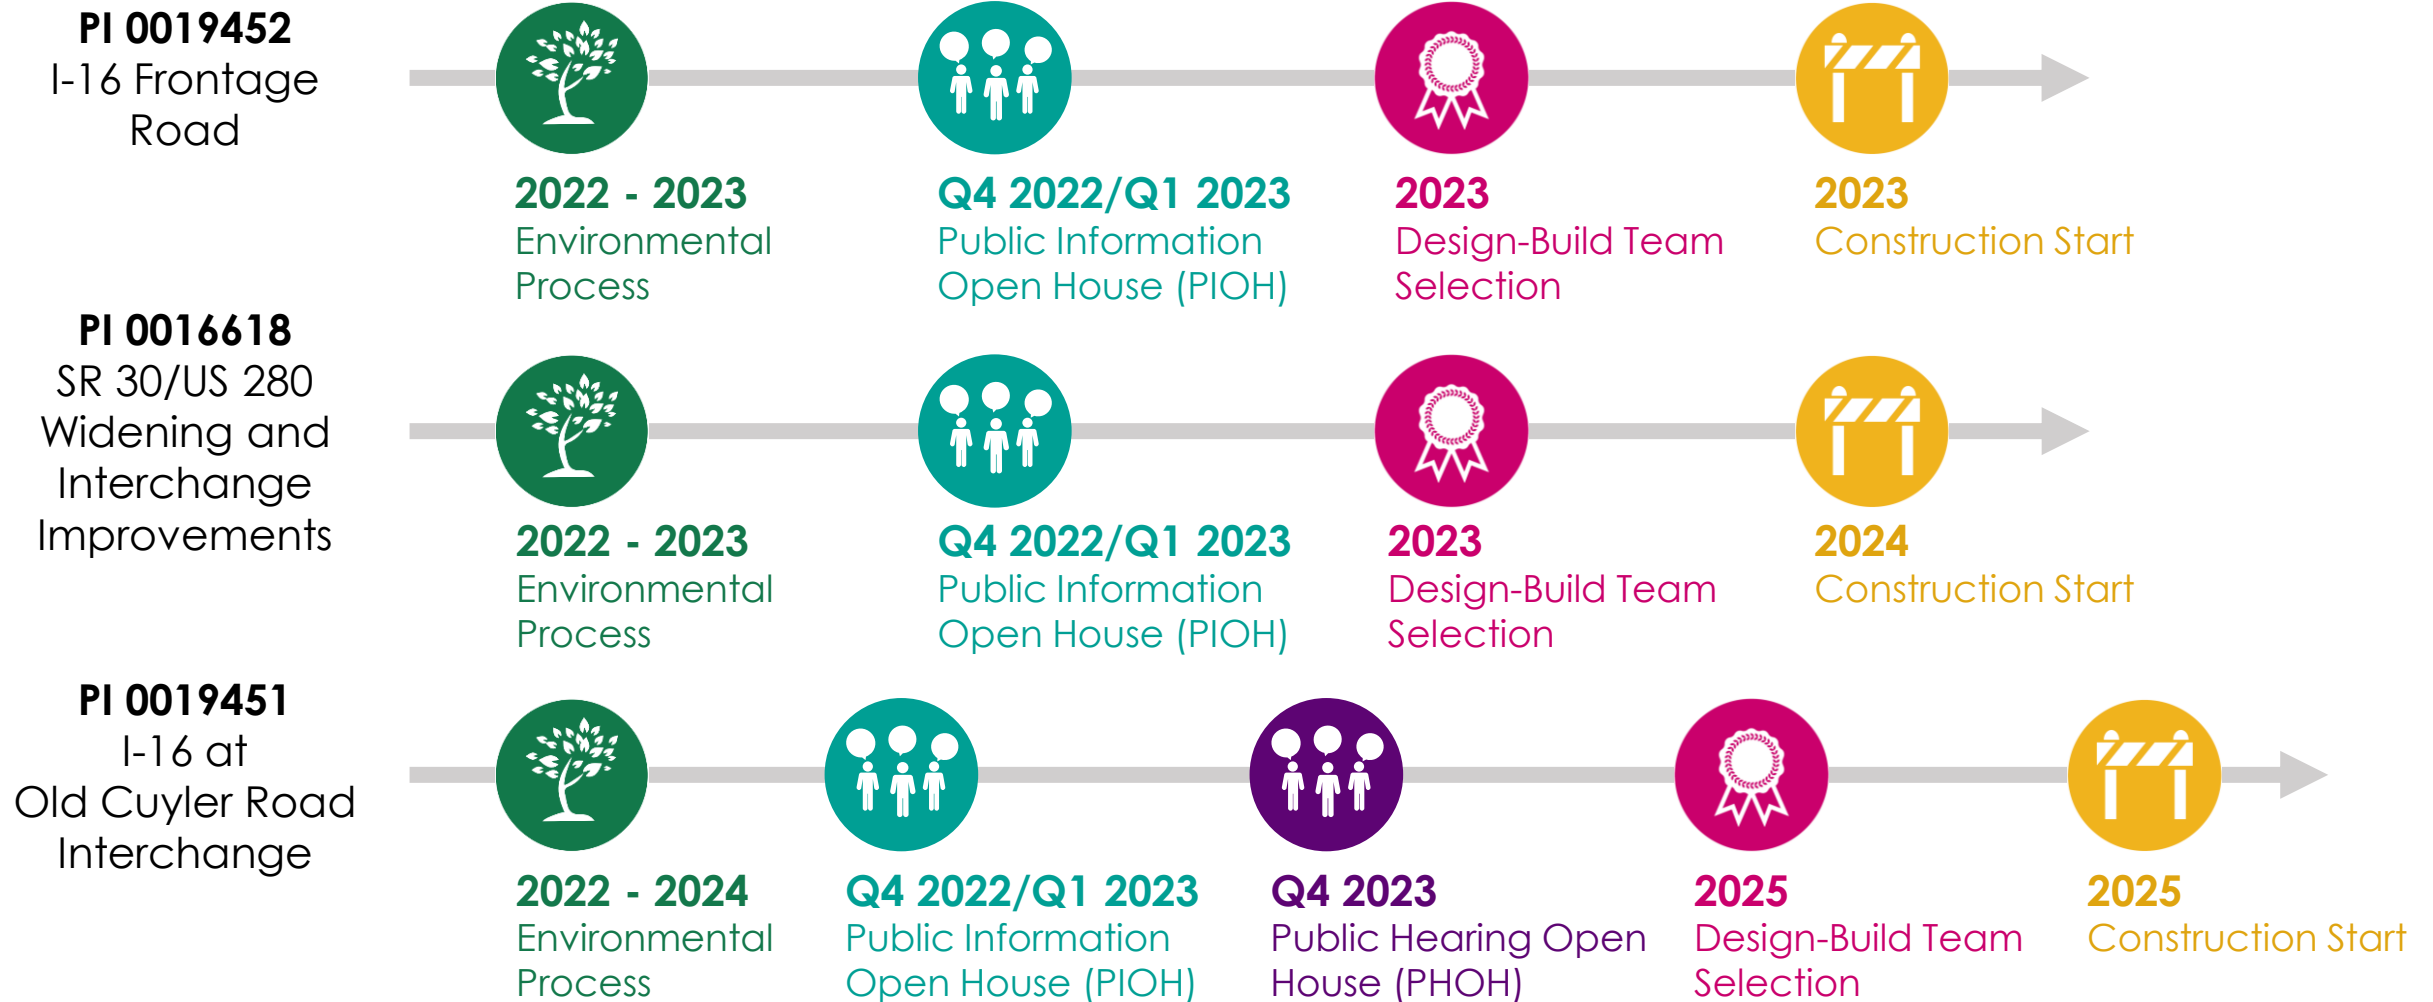 PI 0019452
I-16 Frontage
Road
2022 - 2023
Environmental
Process
Q4 2022/Q1 2023
Public Information
Open House (PIOH)
2023
Design-Build Team
Selection
2023
Construction Start
PI 0016618
SR 30/US 280
Widening and
Interchange
Improvements
2022 - 2023
Environmental
Process
Q4 2022/Q1 2023
Public Information
Open House (PIOH)
2023
Design-Build Team
Selection
2024
Construction Start
PI 0019451
I-16 at
Old Cuyler Road
Interchange
2022 - 2024
Environmental
Process
Q4 2022/Q1 2023
Public Information
Open House (PIOH)
Q4 2023
Public Hearing Open
House (PHOH)
2025
Design-Build Team
Selection
2025
Construction Start